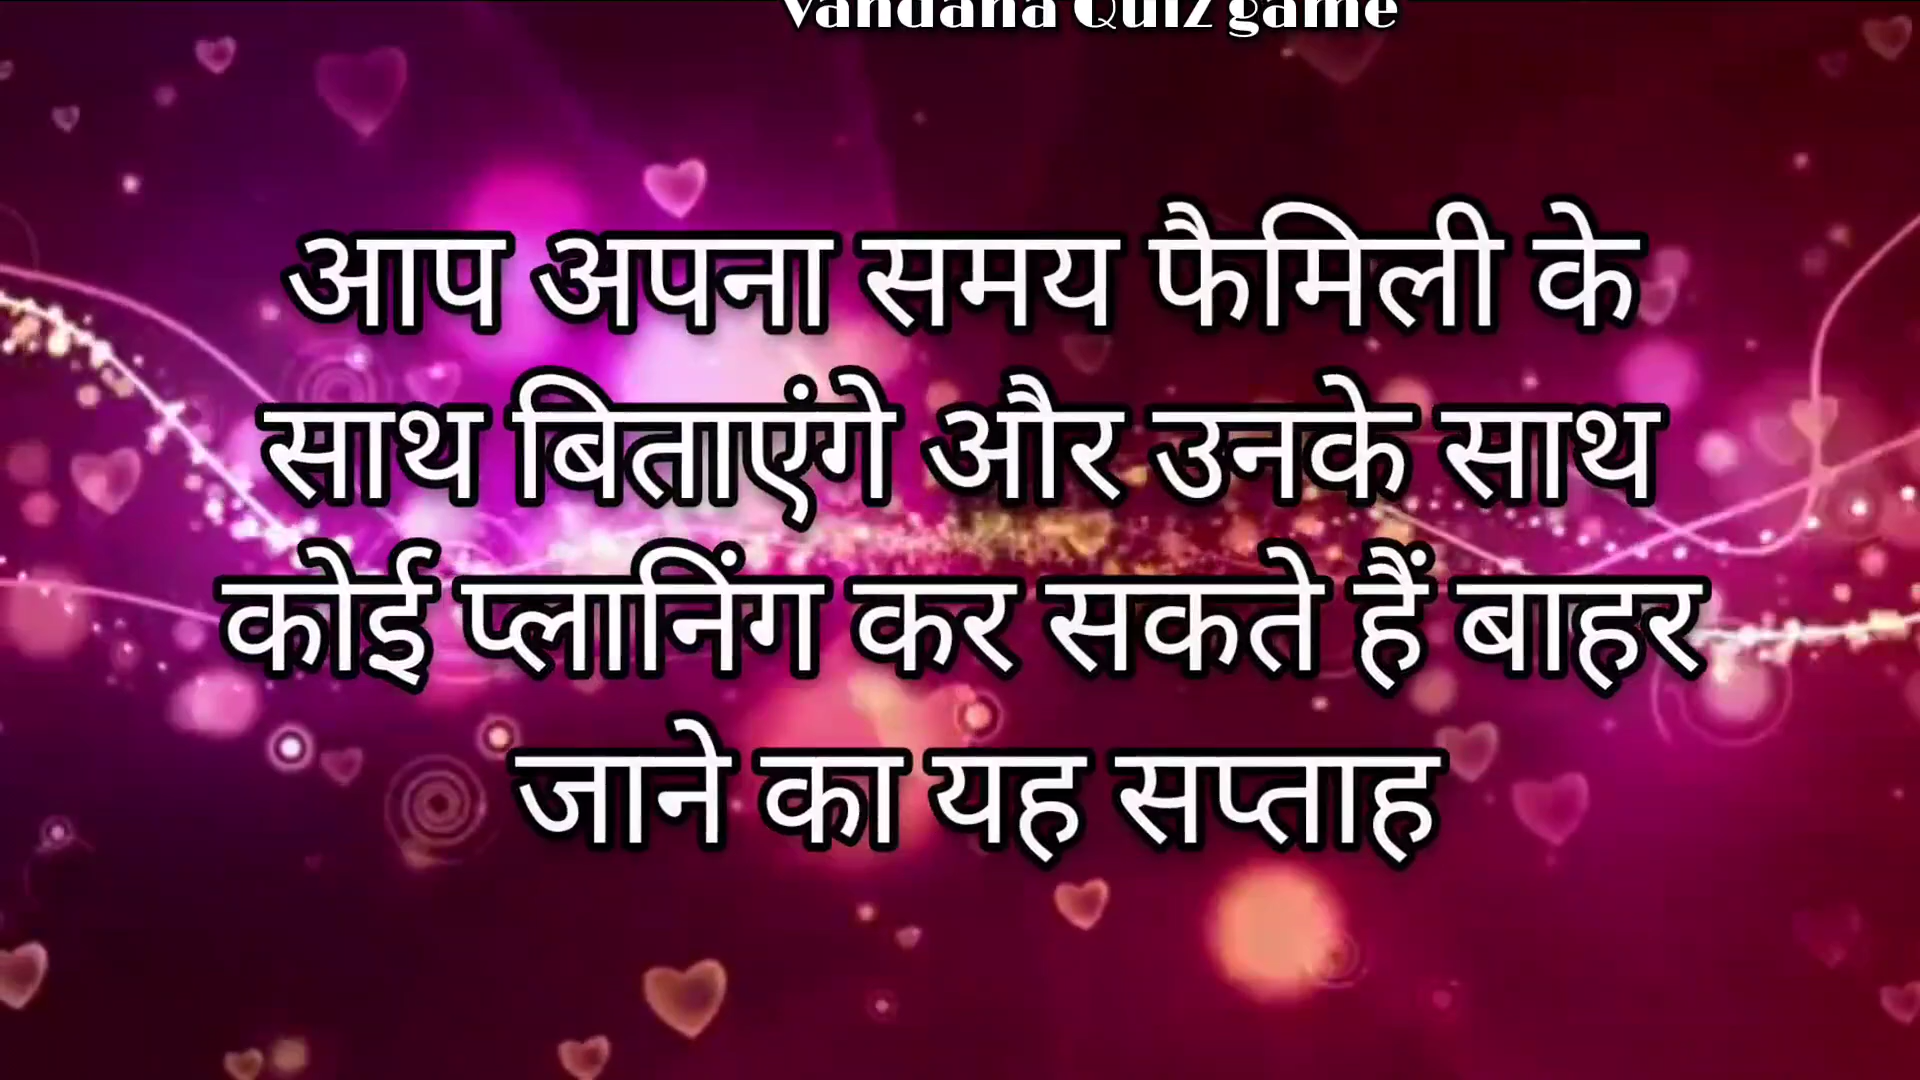 Vandana Quiz game
आप अपना समय फैमिली के
साथ बिताएंगे और उनके साथ
कोई प्लानिंग कर सकते हैं बाहर
जाने का यह सप्ताह